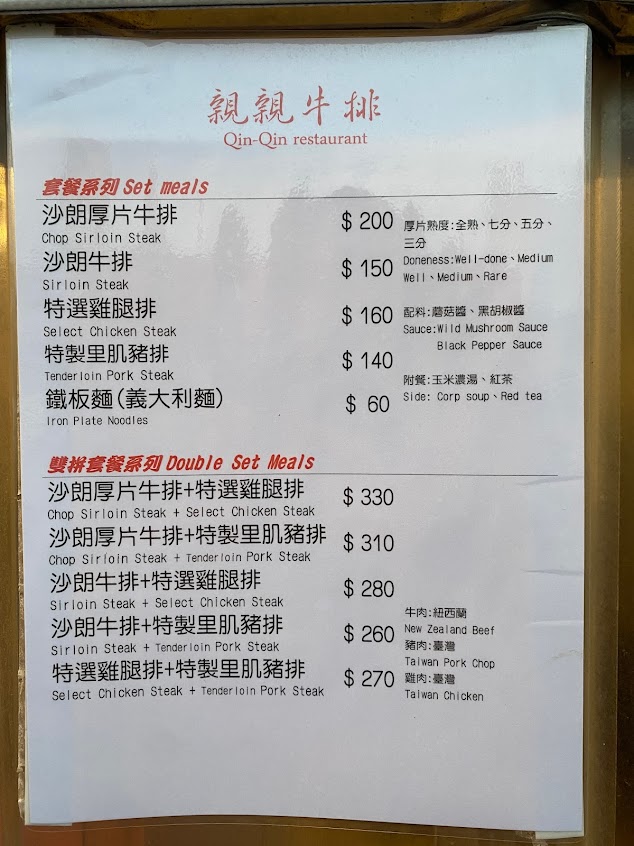 親親牛排
Qin-Qin restaurant
套餐系列 Set meals
沙朗厚片牛排 $ 200
Chop Sirloin Steak
沙朗牛排 $ 150
Sirloin Steak
特選雞腿排 $ 160
Select Chicken Steak
特製里肌豬排 $ 140
Tenderloin Pork Steak
鐵板麵(義大利麵) $ 60
Iron Plate Noodles
厚片熟度:全熟、七分、五分、
三分
Doneness:Well-done、Medium
Well、Medium、Rare
配料:蘑菇醬、黑胡椒醬
Sauce:Wild Mushroom Sauce
Black Pepper Sauce
附餐:玉米濃湯、紅茶
Side: Corp soup、Red tea
雙拼套餐系列 Double Set Meals
沙朗厚片牛排+特選雞腿排 $ 330
Chop Sirloin Steak + Select Chicken Steak
沙朗厚片牛排+特製里肌豬排 $ 310
Chop Sirloin Steak + Tenderloin Pork Steak
沙朗牛排+特選雞腿排 $ 280
Sirloin Steak + Select Chicken Steak
沙朗牛排+特製里肌豬排 $ 260
Sirloin Steak + Tenderloin Pork Steak
特選雞腿排+特製里肌豬排 $ 270
Select Chicken Steak + Tenderloin Pork Steak
牛肉:紐西蘭
New Zealand Beef
豬肉:臺灣
Taiwan Pork Chop
雞肉:臺灣
Taiwan Chicken